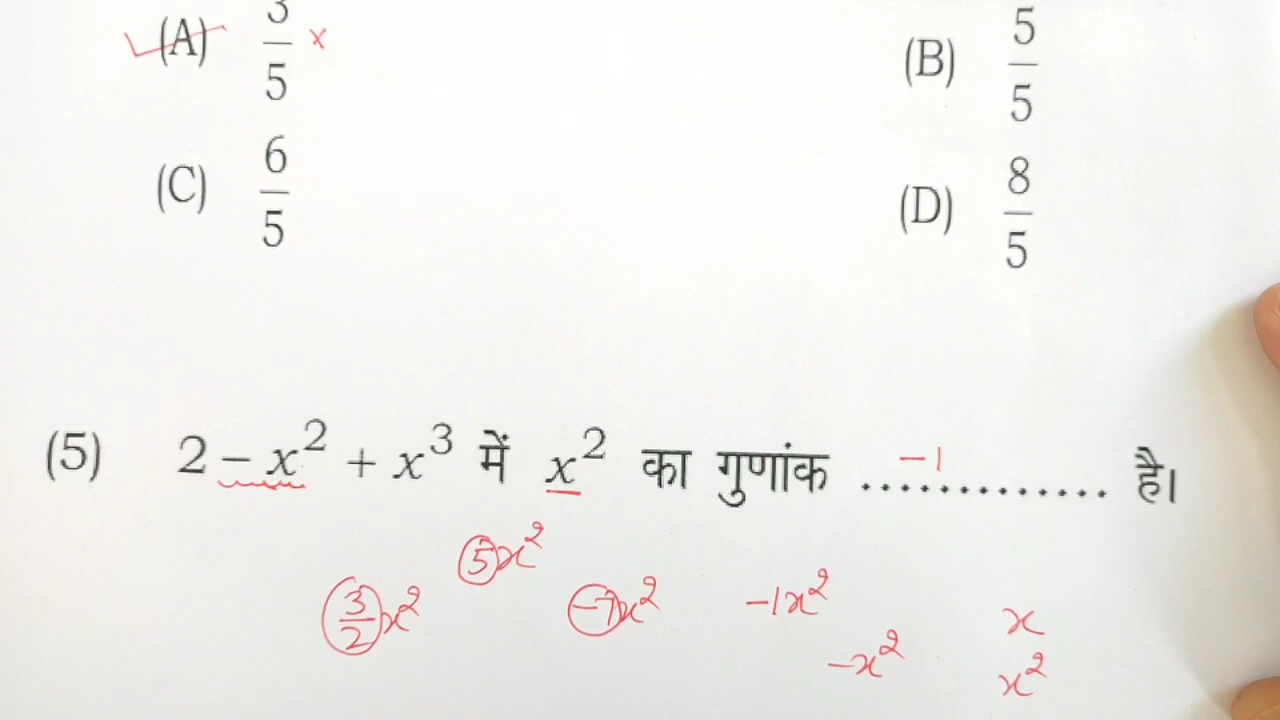 (A) 3/5 × (B) 5/5
(C) 6/5 (D) 8/5
(5) 2 – x² + x³ में x² का गुणांक ..–1........... है।
5x²
3/2 x² –7x² –1x² x
–x² x²